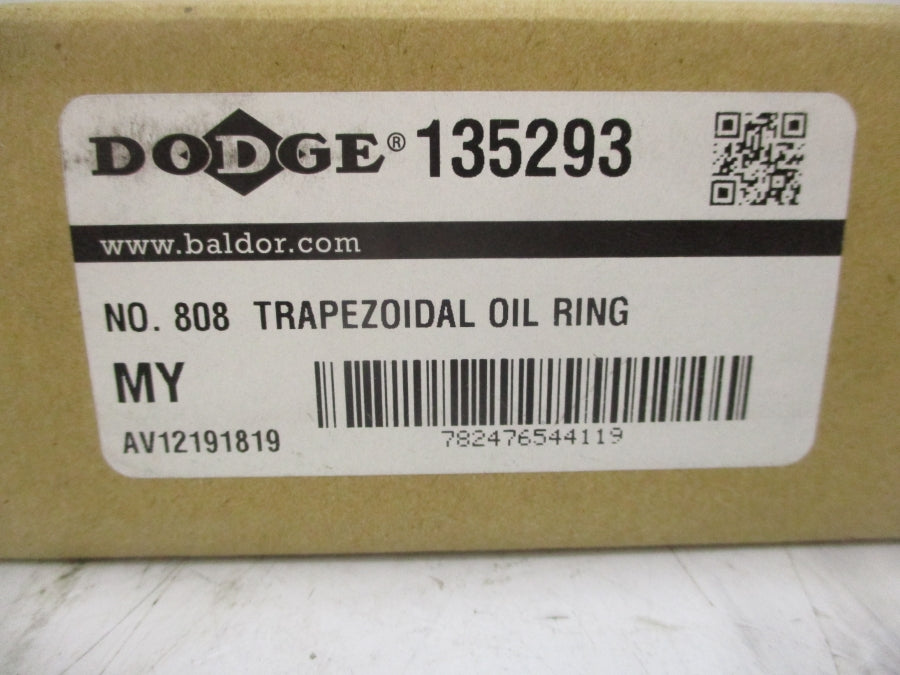 DODGE® 135293
www.baldor.com
NO. 808 TRAPEZOIDAL OIL RING
MY
AV12191819
782476544119